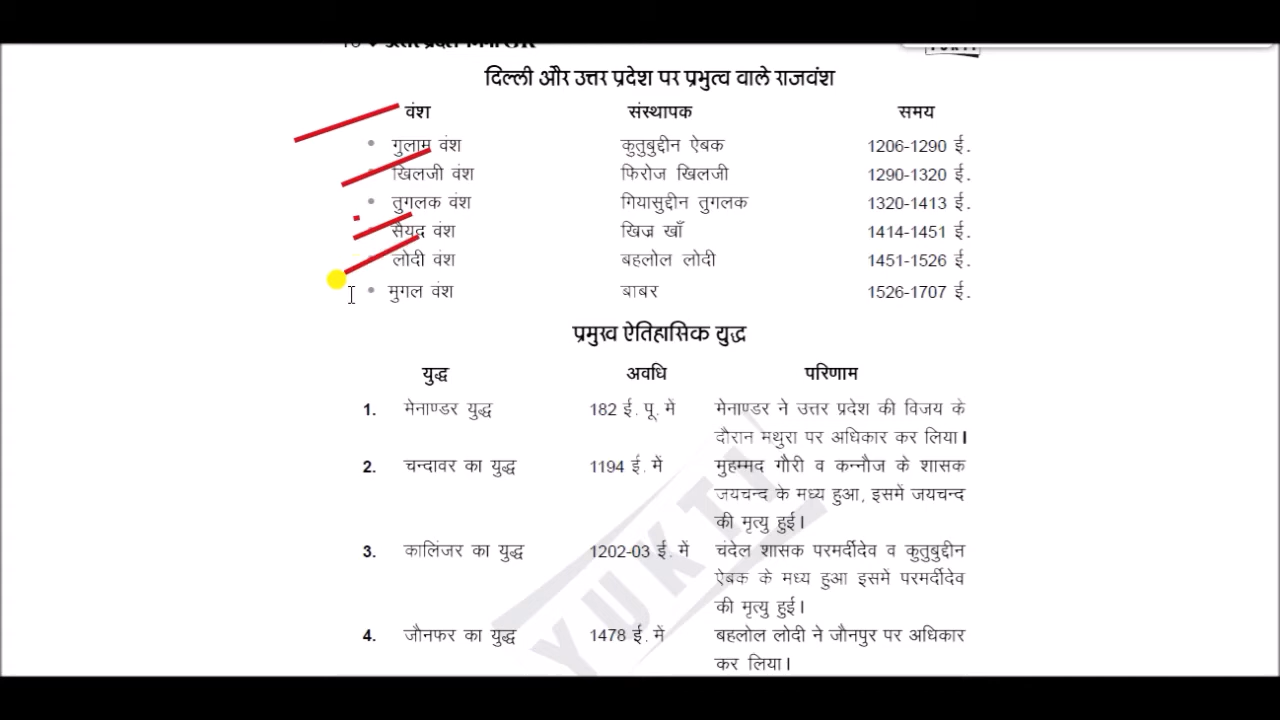 दिल्ली और उत्तर प्रदेश पर प्रभुत्व वाले राजवंश
वंश संस्थापक समय
• गुलाम वंश कुतुबुद्दीन ऐबक 1206-1290 ई.
• खिलजी वंश फिरोज खिलजी 1290-1320 ई.
• तुगलक वंश गियासुद्दीन तुगलक 1320-1413 ई.
सैयद वंश खिज्र खाँ 1414-1451 ई.
लोदी वंश बहलोल लोदी 1451-1526 ई.
• मुगल वंश बाबर 1526-1707 ई.
प्रमुख ऐतिहासिक युद्ध
युद्ध अवधि परिणाम
1. मेनाण्डर युद्ध 182 ई. पू. में मेनाण्डर ने उत्तर प्रदेश की विजय के
दौरान मथुरा पर अधिकार कर लिया।
2. चन्दावर का युद्ध 1194 ई. में मुहम्मद गौरी व कन्नौज के शासक
जयचन्द के मध्य हुआ, इसमें जयचन्द
की मृत्यु हुई।
3. कालिंजर का युद्ध 1202-03 ई. में चंदेल शासक परमर्दीदेव व कुतुबुद्दीन
ऐबक के मध्य हुआ इसमें परमर्दीदेव
की मृत्यु हुई।
4. जौनफर का युद्ध 1478 ई. में बहलोल लोदी ने जौनपुर पर अधिकार
कर लिया।
YUKTI